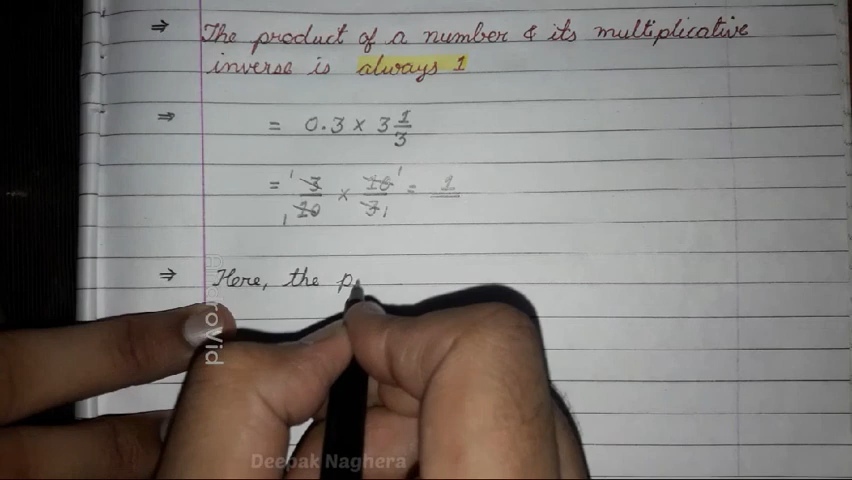 ⇒ The product of a number & its multiplicative
inverse is always 1
⇒ = 0.3 × 3 1/3
= 3/10 × 10/3 = 1
⇒ Here, the p
VivaVid
Deepak Naghera